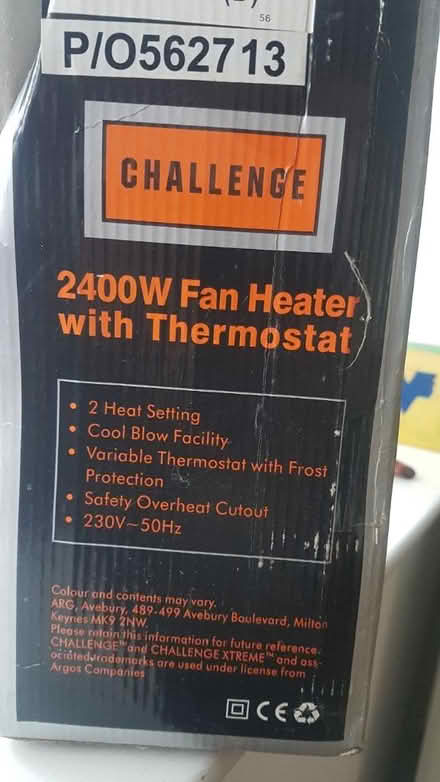 56
P/O562713
CHALLENGE
2400W Fan Heater
with Thermostat
• 2 Heat Setting
• Cool Blow Facility
• Variable Thermostat with Frost
Protection
• Safety Overheat Cutout
• 230V~50Hz
Colour and contents may vary.
ARG, Avebury, 489-499 Avebury Boulevard, Milton
Keynes MK9 2NW.
Please retain this information for future reference.
CHALLENGE™ and CHALLENGE XTREME™ and ass-
ociated trademarks are used under license from
Argos Companies
CE